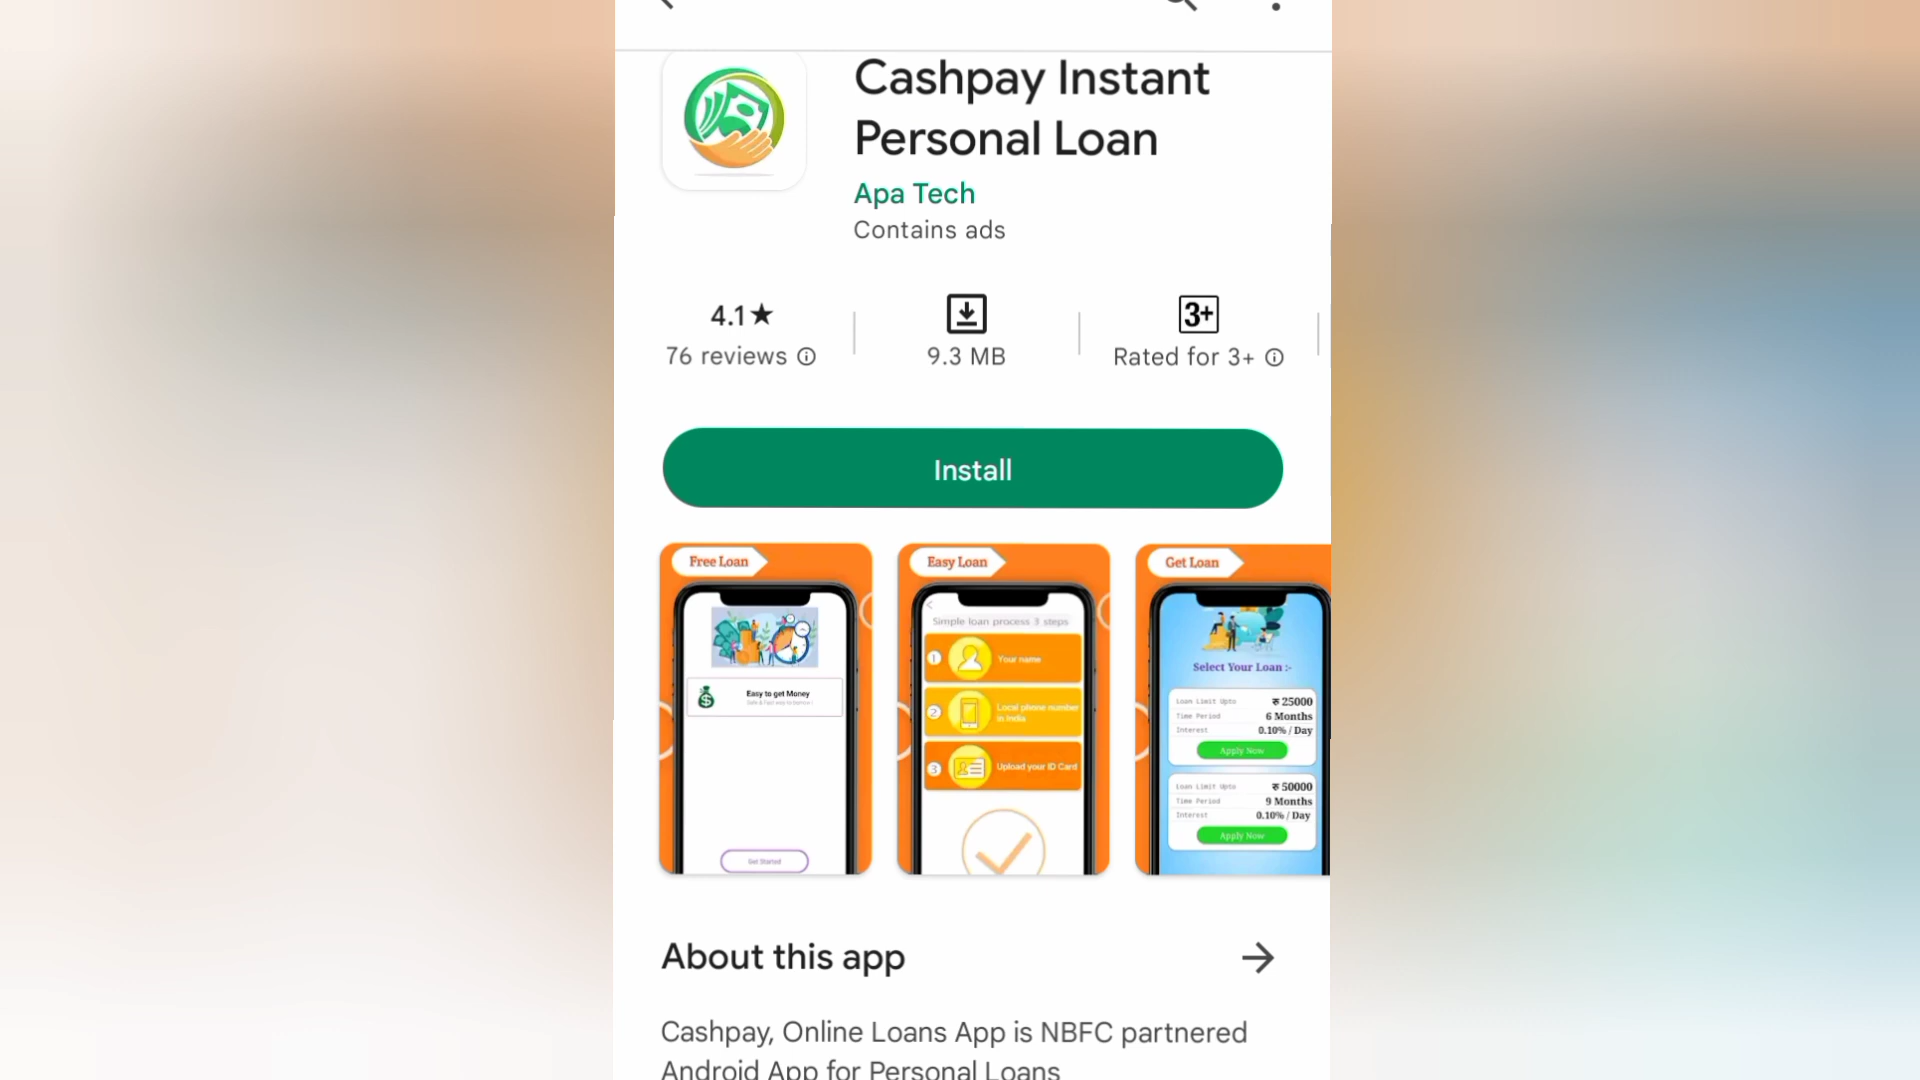 Cashpay Instant
Personal Loan
Apa Tech
Contains ads
4.1★
76 reviews
9.3 MB
3+
Rated for 3+
Install
Free Loan
Easy to get Money
Get Started
Easy Loan
Simple loan process 3 steps
1
Your name
2
Local phone number
in India
3
Upload your ID Card
Get Loan
Select Your Loan :-
Loan Limit Upto ₹ 25000
Time Period 6 Months
Interest 0.10% / Day
Apply Now
Loan Limit Upto ₹ 50000
Time Period 9 Months
Interest 0.10% / Day
Apply Now
About this app
Cashpay, Online Loans App is NBFC partnered
Android App for Personal Loans